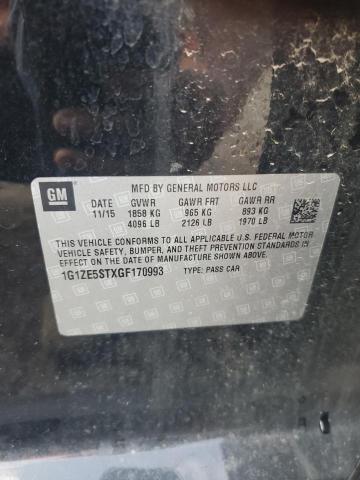 GM
MFD BY GENERAL MOTORS LLC
DATE GVWR GAWR FRT GAWR RR
11/15 1858 KG 965 KG 893 KG
4096 LB 2126 LB 1970 LB
THIS VEHICLE CONFORMS TO ALL APPLICABLE U.S. FEDERAL MOTOR
VEHICLE SAFETY, BUMPER, AND THEFT PREVENTION
STANDARDS IN EFFECT ON THE DATE OF MANUFACTURE SHOWN ABOVE.
1G1ZE5STXGF170993 TYPE: PASS CAR